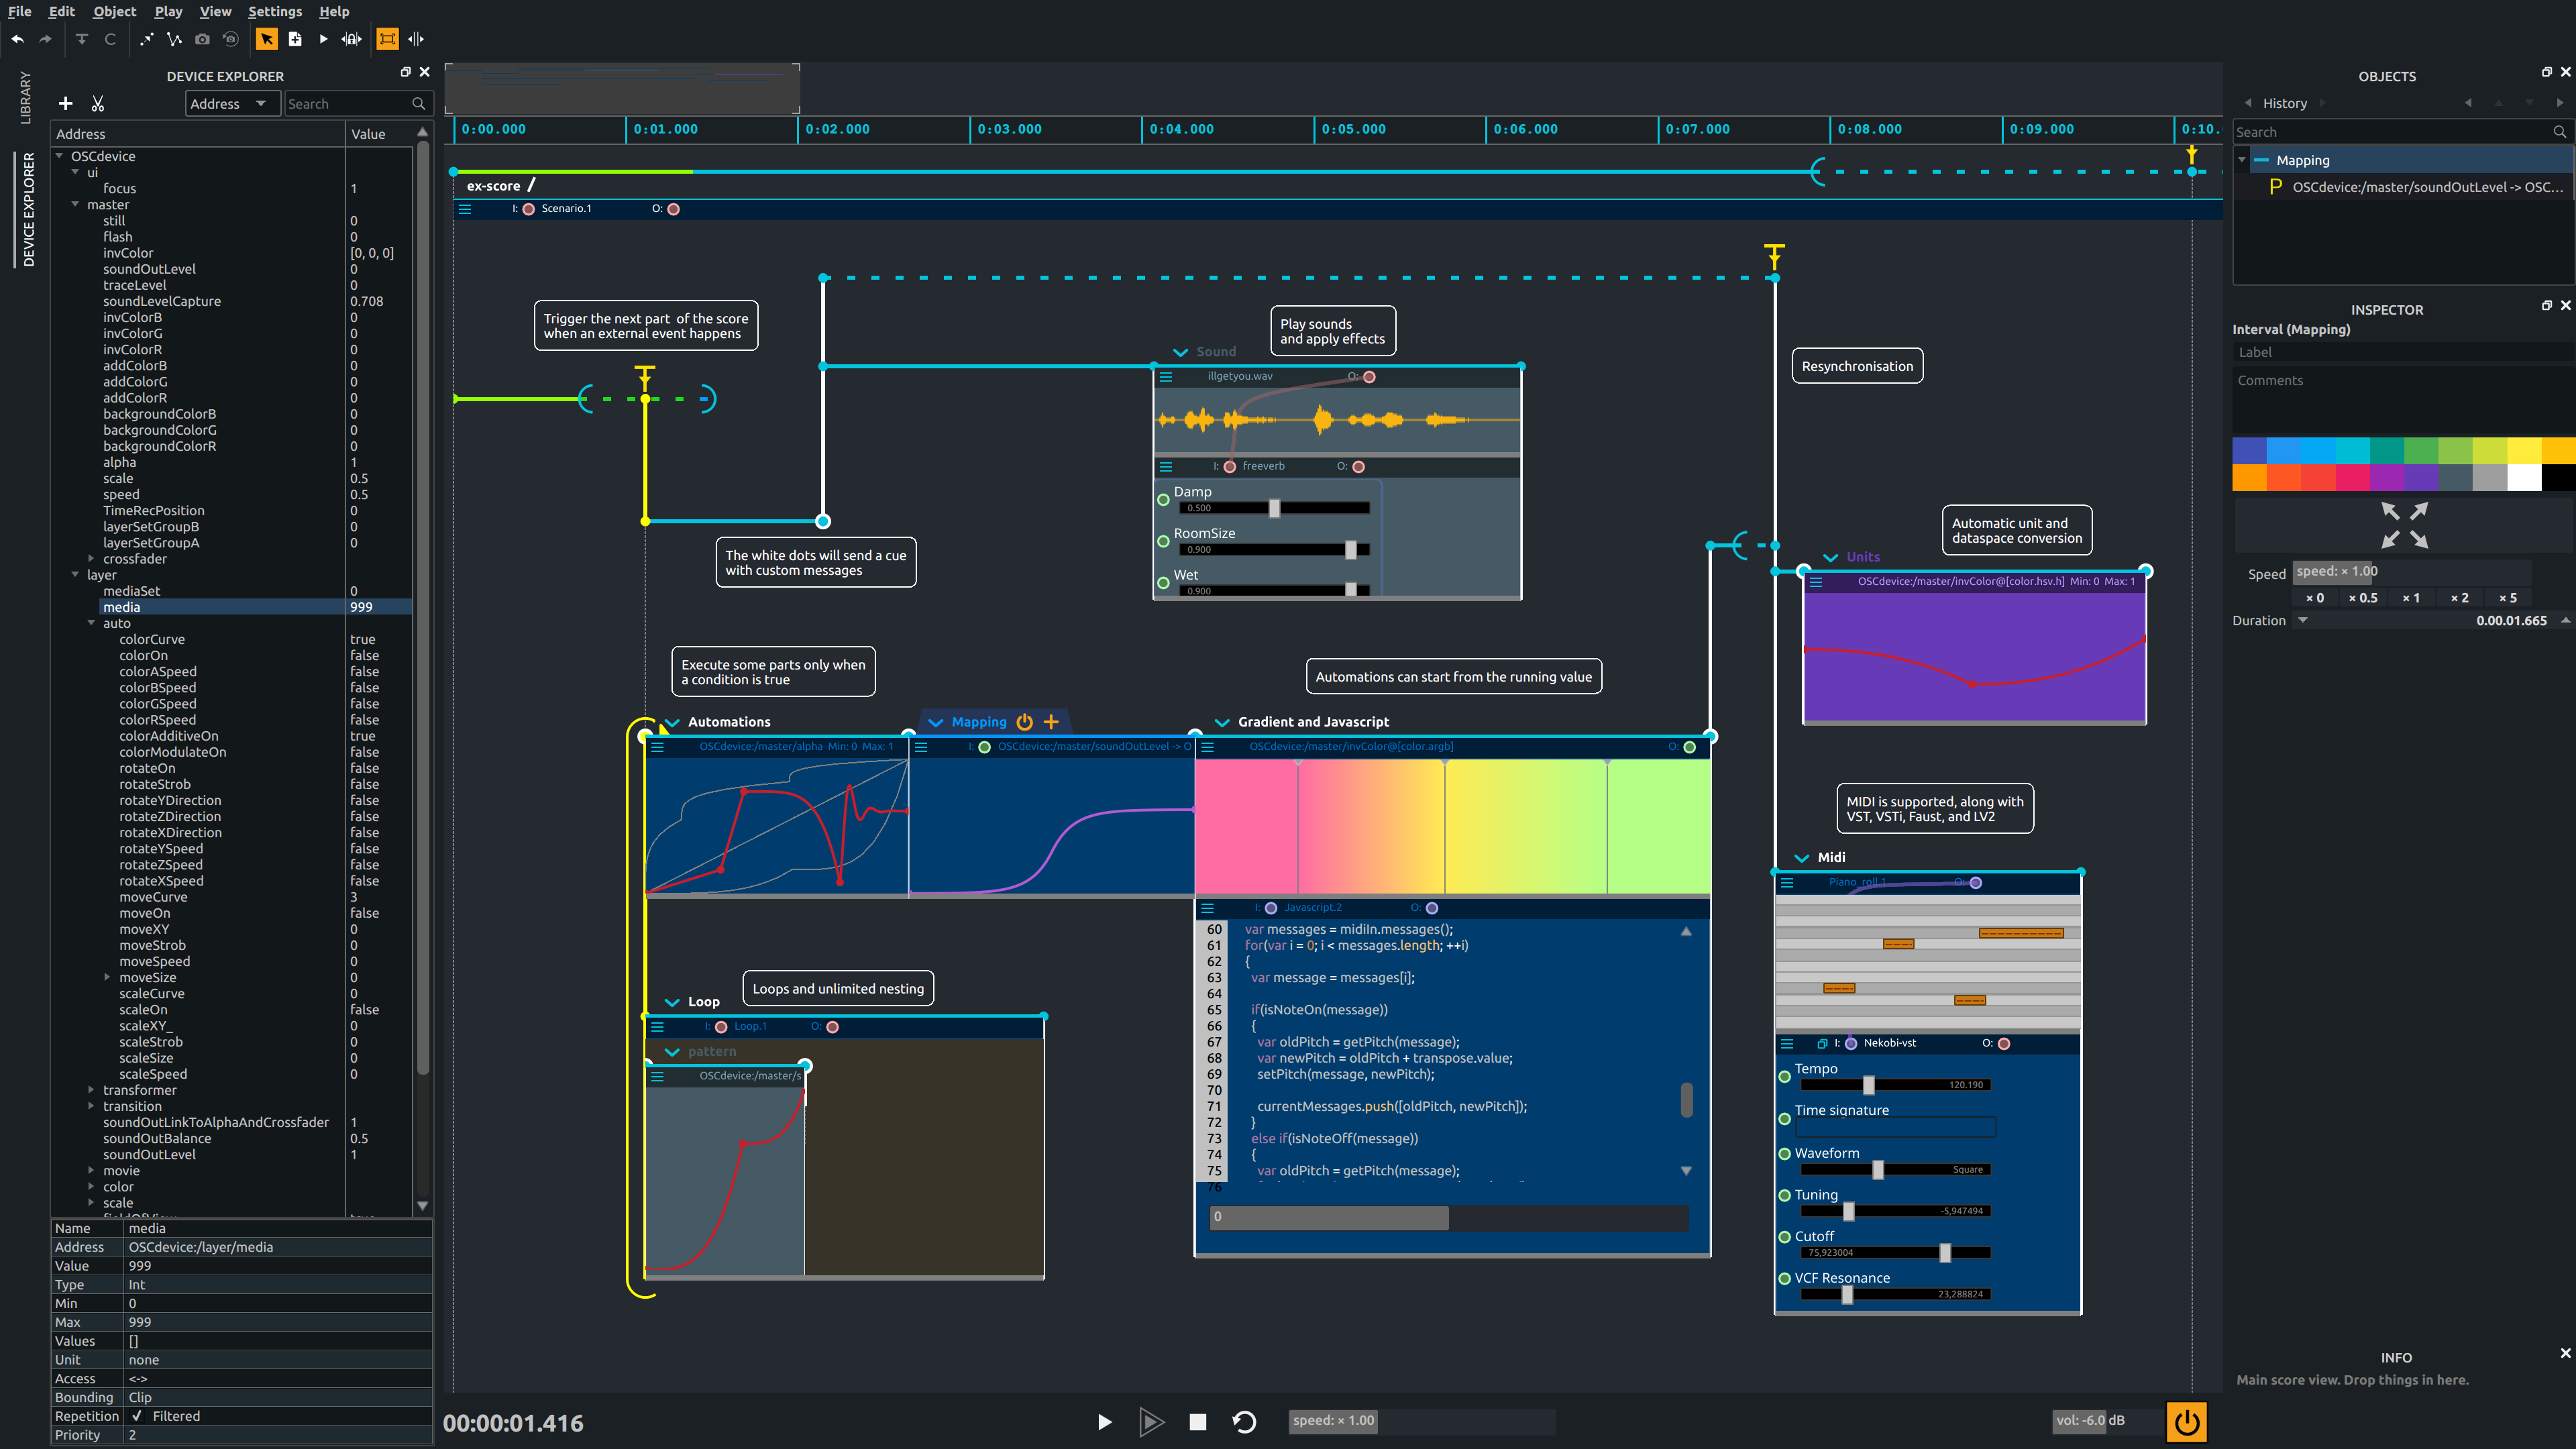 File Edit Object Play View Settings Help
LIBRARY
DEVICE EXPLORER
DEVICE EXPLORER
Address Search
Address Value
OSCdevice
ui
focus 1
master
still 0
flash 0
invColor [0, 0, 0]
soundOutLevel 0
traceLevel 0
soundLevelCapture 0.708
invColorB 0
invColorG 0
invColorR 0
addColorB 0
addColorG 0
addColorR 0
backgroundColorB 0
backgroundColorG 0
backgroundColorR 0
alpha 1
scale 0.5
speed 0.5
TimeRecPosition 0
layerSetGroupB 0
layerSetGroupA 0
crossfader
layer
mediaSet 0
media 999
auto
colorCurve true
colorOn false
colorASpeed false
colorBSpeed false
colorGSpeed false
colorRSpeed false
colorAdditiveOn true
colorModulateOn false
rotateOn false
rotateStrob false
rotateYDirection false
rotateZDirection false
rotateXDirection false
rotateYSpeed false
rotateZSpeed false
rotateXSpeed false
moveCurve 3
moveOn false
moveXY 0
moveStrob 0
moveSpeed 0
moveSize 0
scaleCurve 0
scaleOn false
scaleXY_ 0
scaleStrob 0
scaleSize 0
scaleSpeed 0
transformer
transition
soundOutLinkToAlphaAndCrossfader 1
soundOutBalance 0.5
soundOutLevel 1
movie
color
scale
Name media
Address OSCdevice:/layer/media
Value 999
Type Int
Min 0
Max 999
Values []
Unit none
Access <->
Bounding Clip
Repetition ✓ Filtered
Priority 2
0:00.000 0:01.000 0:02.000 0:03.000 0:04.000 0:05.000 0:06.000 0:07.000 0:08.000 0:09.000 0:10.
ex-score /
I: Scenario.1 O:
Trigger the next part of the score
when an external event happens
Play sounds
and apply effects
Sound
illgetyou.wav O:
I: freeverb O:
Damp
0.500
RoomSize
0.900
Wet
0.900
Resynchronisation
The white dots will send a cue
with custom messages
Automatic unit and
dataspace conversion
Units
OSCdevice:/master/invColor@[color.hsv.h] Min: 0 Max: 1
Execute some parts only when
a condition is true
Automations can start from the running value
Automations
Mapping
Gradient and Javascript
OSCdevice:/master/alpha Min: 0 Max: 1
I: OSCdevice:/master/soundOutLevel -> O
OSCdevice:/master/invColor@[color.argb] O:
I: Javascript.2 O:
60 var messages = midiIn.messages();
61 for(var i = 0; i < messages.length; ++i)
62 {
63 var message = messages[i];
64
65 if(isNoteOn(message))
66 {
67 var oldPitch = getPitch(message);
68 var newPitch = oldPitch + transpose.value;
69 setPitch(message, newPitch);
70
71 currentMessages.push([oldPitch, newPitch]);
72 }
73 else if(isNoteOff(message))
74 {
75 var oldPitch = getPitch(message);
76
0
Loops and unlimited nesting
Loop
I: Loop.1 O:
pattern
OSCdevice:/master/s
MIDI is supported, along with
VST, VSTi, Faust, and LV2
Midi
Piano_roll.1 O:
I: Nekobi-vst O:
Tempo
120.190
Time signature
Waveform
Square
Tuning
-5,947494
Cutoff
75,923004
VCF Resonance
23,288824
00:00:01.416
speed: × 1.00
vol: -6.0 dB
OBJECTS
History
Search
Mapping
P OSCdevice:/master/soundOutLevel -> OSC...
INSPECTOR
Interval (Mapping)
Label
Comments
Speed speed: × 1.00
× 0 × 0.5 × 1 × 2 × 5
Duration 0.00.01.665
INFO
Main score view. Drop things in here.